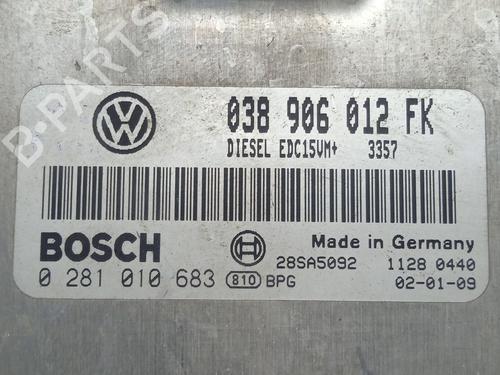 B-PARTS
038 906 012 FK
DIESEL EDC15VM+ 3357
BOSCH
Made in Germany
28SA5092 1128 0440
0 281 010 683 810 BPG 02-01-09